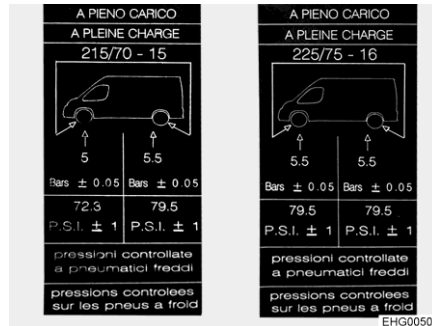 A PIENO CARICO
A PLEINE CHARGE
215/70 - 15
5 5.5
Bars ± 0.05 Bars ± 0.05
72.3 79.5
P.S.I. ± 1 P.S.I. ± 1
pressioni controllate
a pneumatici freddi
pressions controlees
sur les pneus a froid
A PIENO CARICO
A PLEINE CHARGE
225/75 - 16
5.5 5.5
Bars ± 0.05 Bars ± 0.05
79.5 79.5
P.S.I. ± 1 P.S.I. ± 1
pressioni controllate
a pneumatici freddi
pressions controlees
sur les pneus a froid
EHG0050